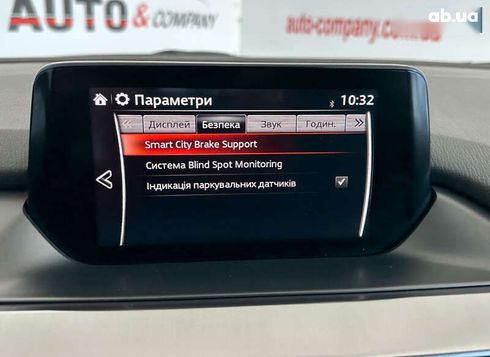 AUTO & COMPANY
auto-company.com
ab.ua
Параметри
10:32
« Дисплей Безпека Звук Годин. »
Smart City Brake Support
Система Blind Spot Monitoring
Індикація паркувальних датчиків